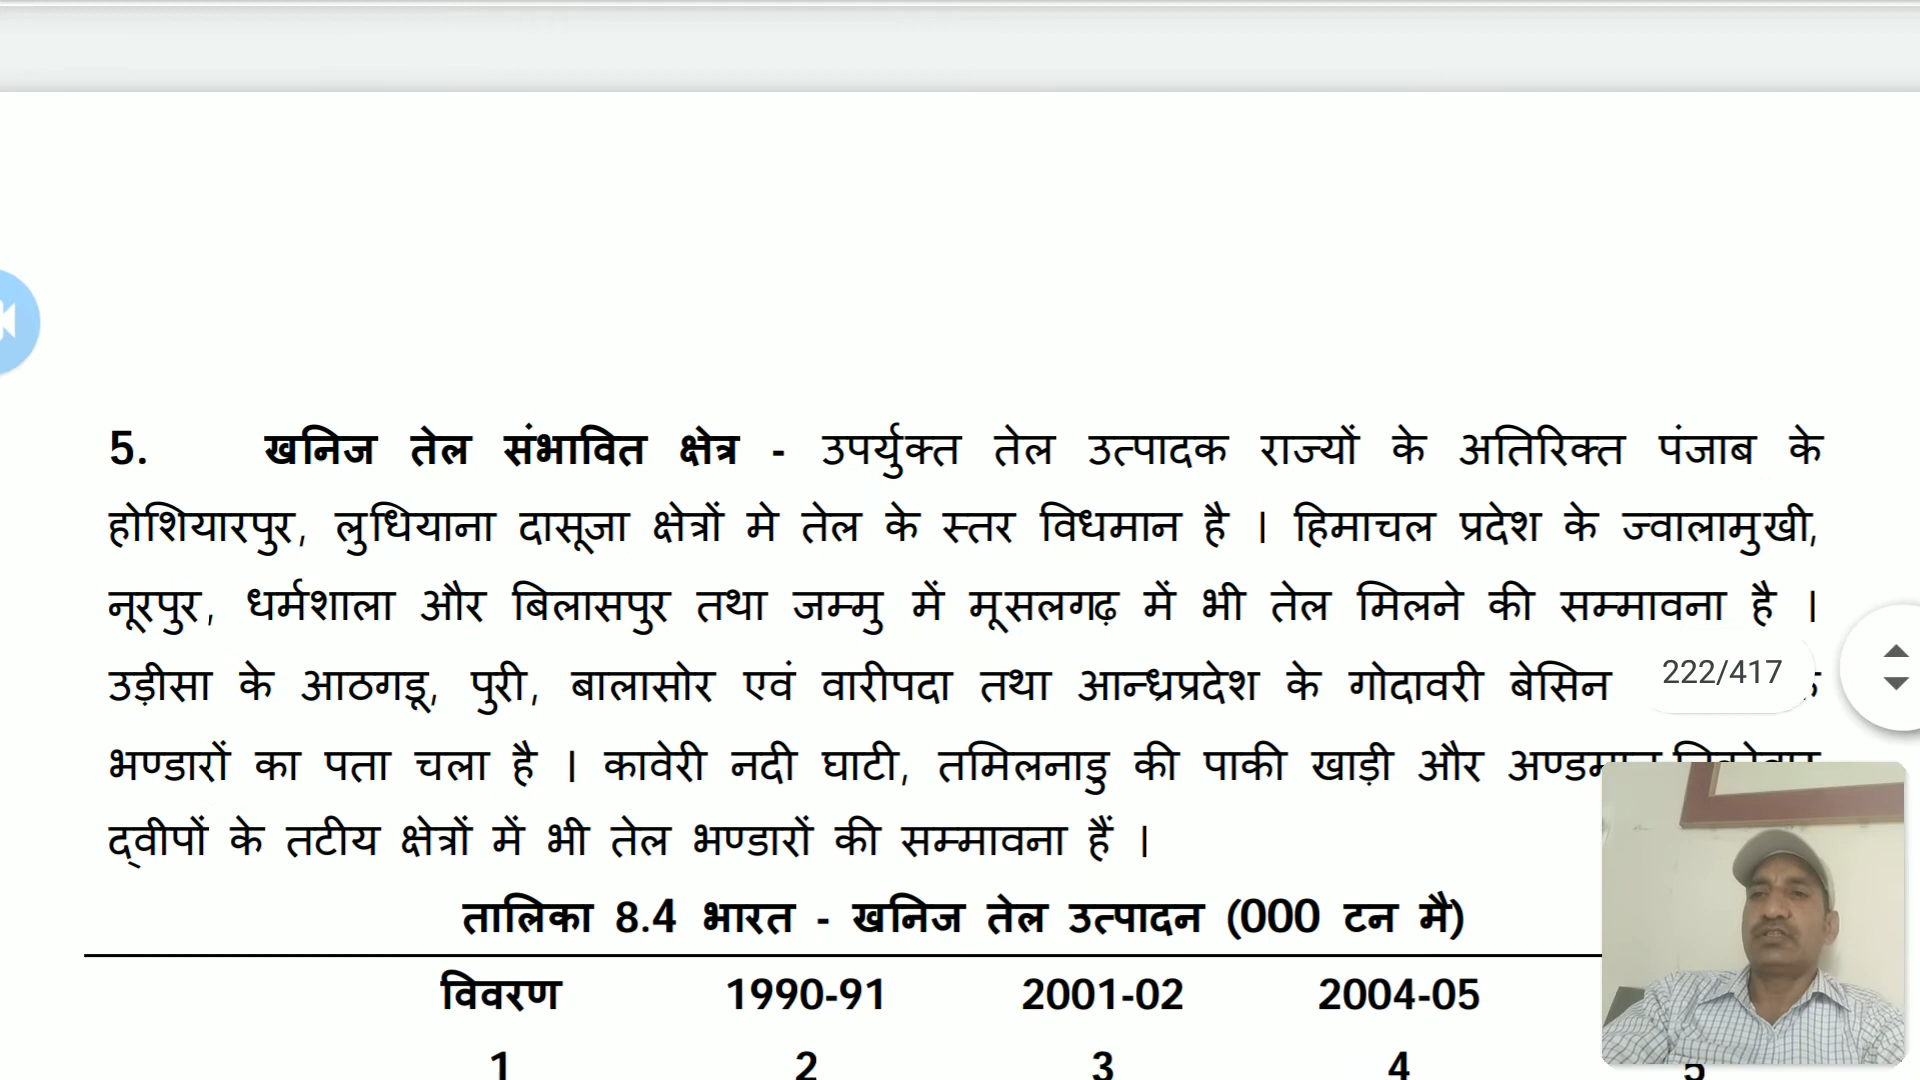 5. खनिज तेल संभावित क्षेत्र - उपर्युक्त तेल उत्पादक राज्यों के अतिरिक्त पंजाब के
होशियारपुर, लुधियाना दासूजा क्षेत्रों मे तेल के स्तर विधमान है ।  हिमाचल प्रदेश के ज्वालामुखी,
नूरपुर, धर्मशाला और बिलासपुर तथा जम्मु में मूसलगढ़ में भी तेल मिलने की सम्मावना है ।
उड़ीसा के आठगडू, पुरी, बालासोर एवं वारीपदा तथा आन्ध्रप्रदेश के गोदावरी बेसिन
222/417
भण्डारों का पता चला है । कावेरी नदी घाटी, तमिलनाडु की पाकी खाड़ी और
द्वीपों के तटीय क्षेत्रों में भी तेल भण्डारों की सम्मावना हैं ।
तालिका 8.4 भारत - खनिज तेल उत्पादन (000 टन मै)
विवरण 1990-91 2001-02 2004-05
1 2 3 4 5